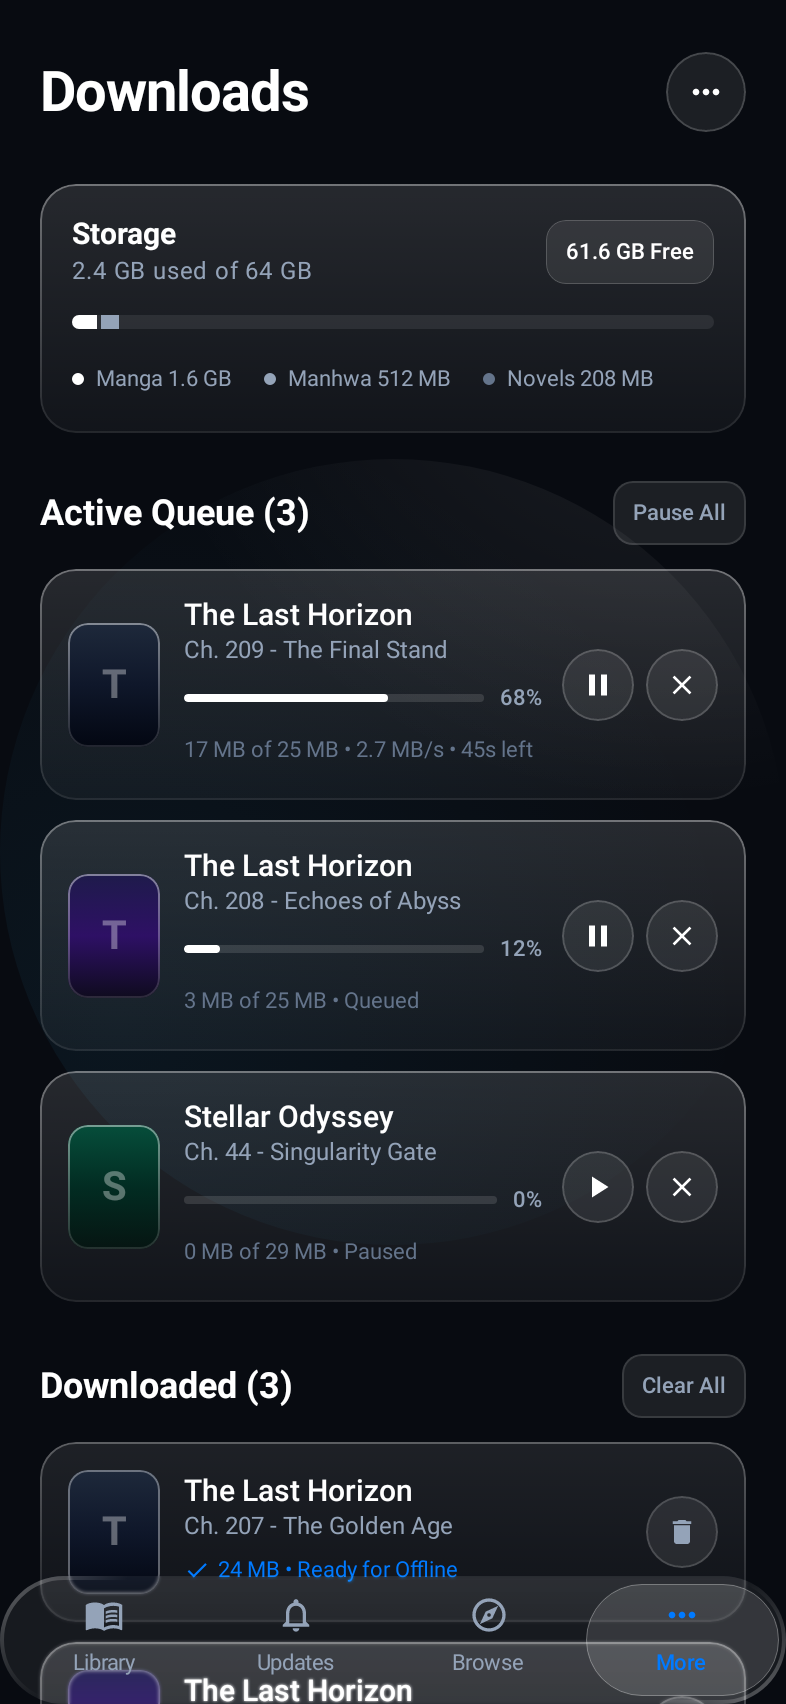 Downloads
Storage
2.4 GB used of 64 GB
61.6 GB Free
Manga 1.6 GB
Manhwa 512 MB
Novels 208 MB
Active Queue (3)
Pause All
T
The Last Horizon
Ch. 209 - The Final Stand
68%
17 MB of 25 MB • 2.7 MB/s • 45s left
T
The Last Horizon
Ch. 208 - Echoes of Abyss
12%
3 MB of 25 MB • Queued
S
Stellar Odyssey
Ch. 44 - Singularity Gate
0%
0 MB of 29 MB • Paused
Downloaded (3)
Clear All
T
The Last Horizon
Ch. 207 - The Golden Age
24 MB • Ready for Offline
Library
Updates
Browse
More
The Last Horizon